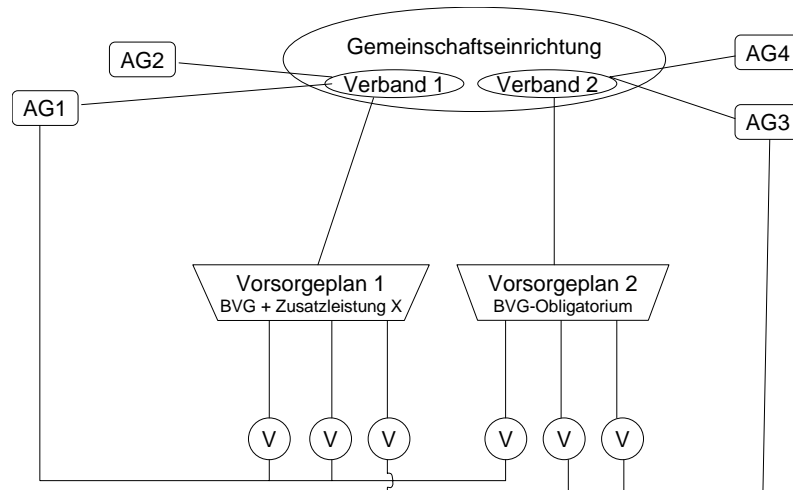 Gemeinschaftseinrichtung
AG2
AG4
Verband 1
Verband 2
AG1
AG3
Vorsorgeplan 1
BVG + Zusatzleistung X
Vorsorgeplan 2
BVG-Obligatorium
V
V
V
V
V
V